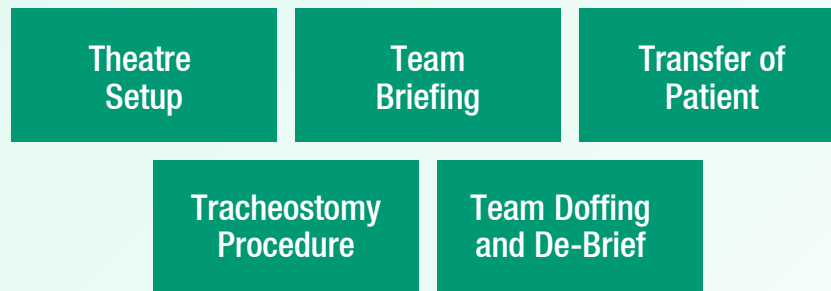 Theatre
Setup
Team
Briefing
Transfer of
Patient
Tracheostomy
Procedure
Team Doffing
and De-Brief